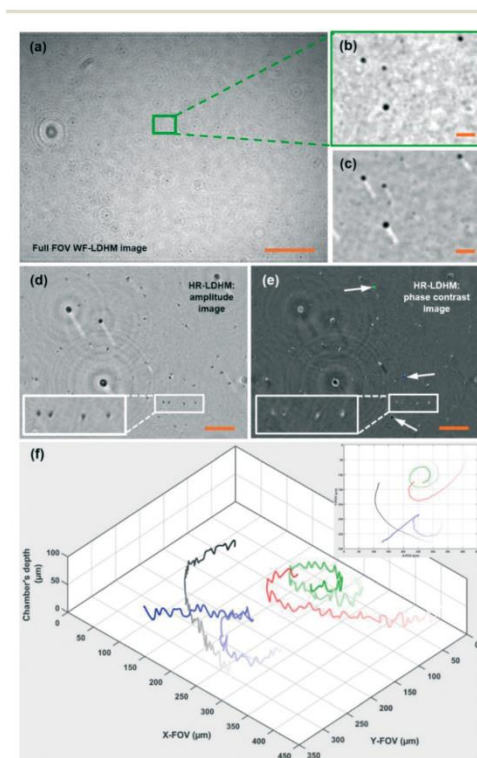 (a)
(b)
(c)
Full FOV WF-LDHM image
(d)
HR-LDHM:
amplitude
image
(e)
HR-LDHM:
phase contrast
image
(f)
Chamber's depth
(μm)
100
50
0
0
50
100
150
200
250
300
350
400
450
X-FOV (μm)
350
300
250
200
150
100
50
0
Y-FOV (μm)